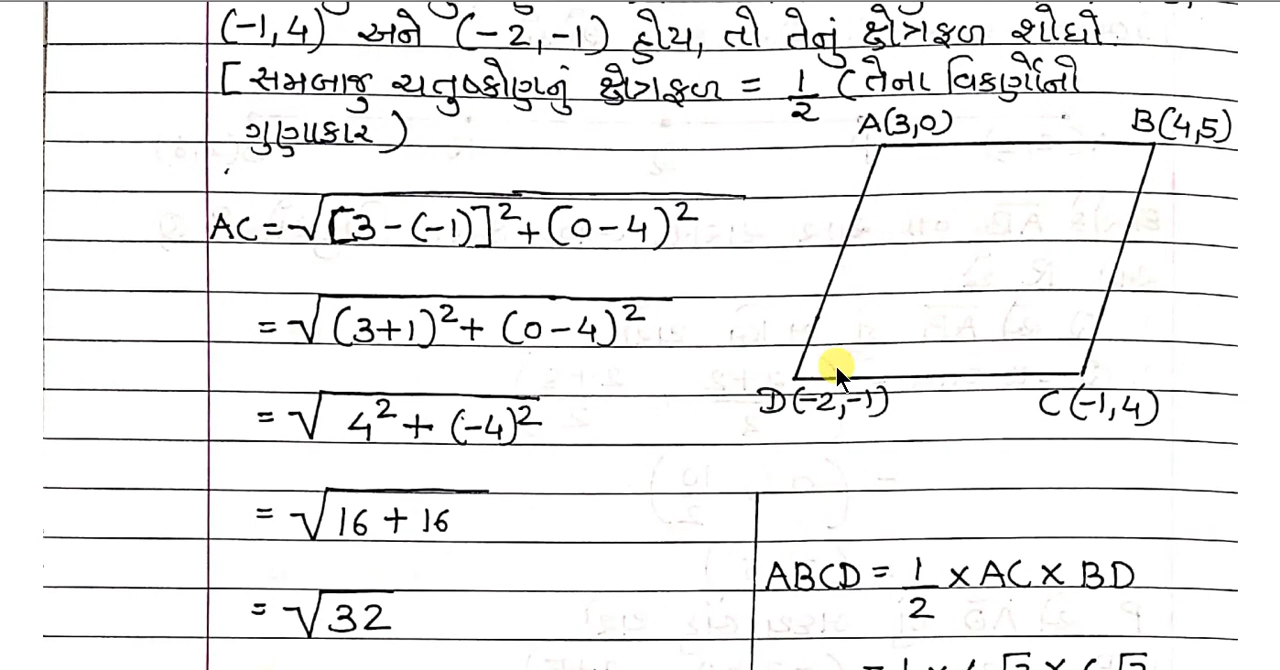 (-1,4) અને (-2,-1) હોય, તો તેનું ક્ષેત્રફળ શોધો.
[સમબાજુ ચતુષ્કોણનું ક્ષેત્રફળ = 1/2 (તેના વિકર્ણોનો
ગુણાકાર)
A(3,0) B(4,5)
AC = √[3-(-1)]² + (0-4)²
= √(3+1)² + (0-4)²
= √4² + (-4)²
D(-2,-1) C(-1,4)
= √16 + 16
= √32
ABCD = 1/2 × AC × BD